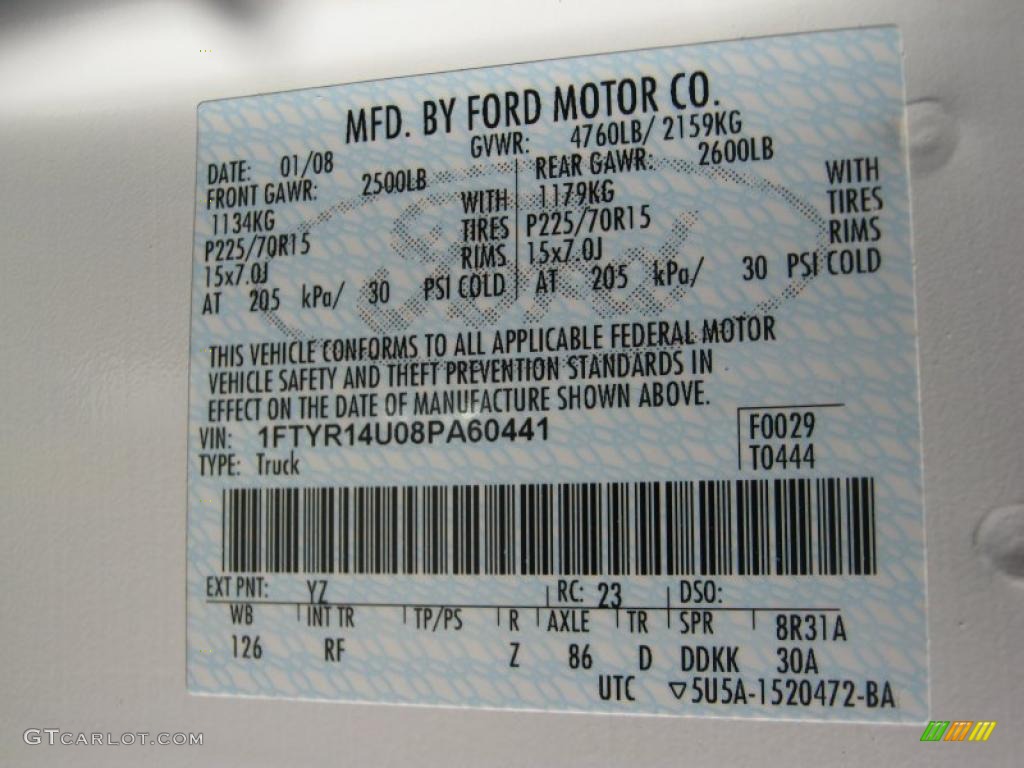 MFD. BY FORD MOTOR CO.
DATE: 01/08 GVWR: 4760LB/ 2159KG
FRONT GAWR: 2500LB REAR GAWR: 2600LB
1134KG WITH 1179KG WITH
P225/70R15 TIRES P225/70R15 TIRES
15x7.0J RIMS 15x7.0J RIMS
AT 205 kPa/ 30 PSI COLD AT 205 kPa/ 30 PSI COLD
THIS VEHICLE CONFORMS TO ALL APPLICABLE FEDERAL MOTOR
VEHICLE SAFETY AND THEFT PREVENTION STANDARDS IN
EFFECT ON THE DATE OF MANUFACTURE SHOWN ABOVE.
VIN: 1FTYR14U08PA60441 F0029
TYPE: Truck T0444
EXT PNT: YZ RC: 23 DSO:
WB INT TR TP/PS R AXLE TR SPR 8R31A
126 RF Z 86 D DDKK 30A
UTC ▽5U5A-1520472-BA
Ford
GTCARLOT.COM